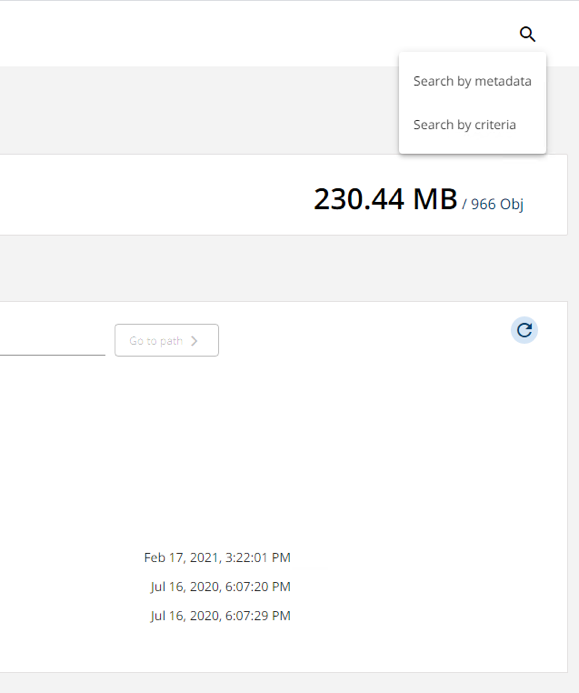 Search by metadata
Search by criteria
230.44 MB / 966 Obj
Go to path
Feb 17, 2021, 3:22:01 PM
Jul 16, 2020, 6:07:20 PM
Jul 16, 2020, 6:07:29 PM